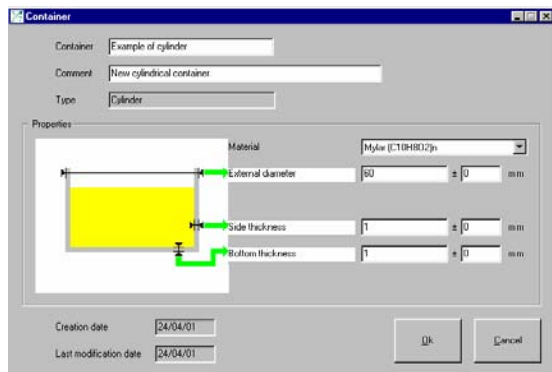 Container
Container Example of cylinder
Comment New cylindrical container
Type Cylinder
Properties
Material Mylar (C10H8O2)n
External diameter 60 ± 0 mm
Side thickness 1 ± 0 mm
Bottom thickness 1 ± 0 mm
Creation date 24/04/01
Last modification date 24/04/01
Ok Cancel